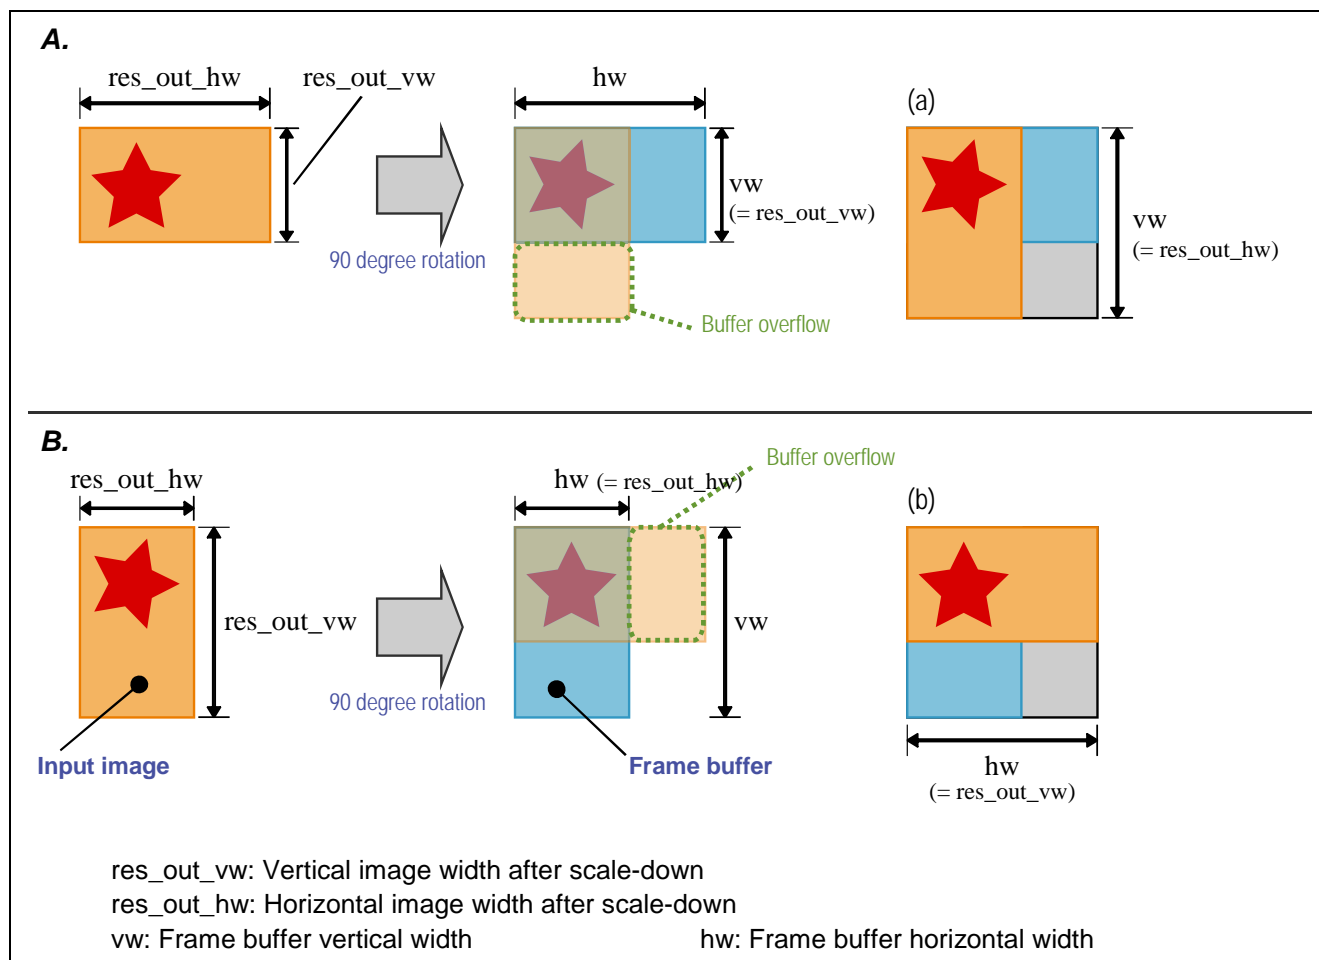 A.
res_out_hw
res_out_vw
hw
(a)
vw
(= res_out_vw)
vw
(= res_out_hw)
90 degree rotation
Buffer overflow
B.
Buffer overflow
res_out_hw
hw (= res_out_hw)
(b)
res_out_vw
vw
90 degree rotation
Input image
Frame buffer
hw
(= res_out_vw)
res_out_vw: Vertical image width after scale-down
res_out_hw: Horizontal image width after scale-down
vw: Frame buffer vertical width hw: Frame buffer horizontal width